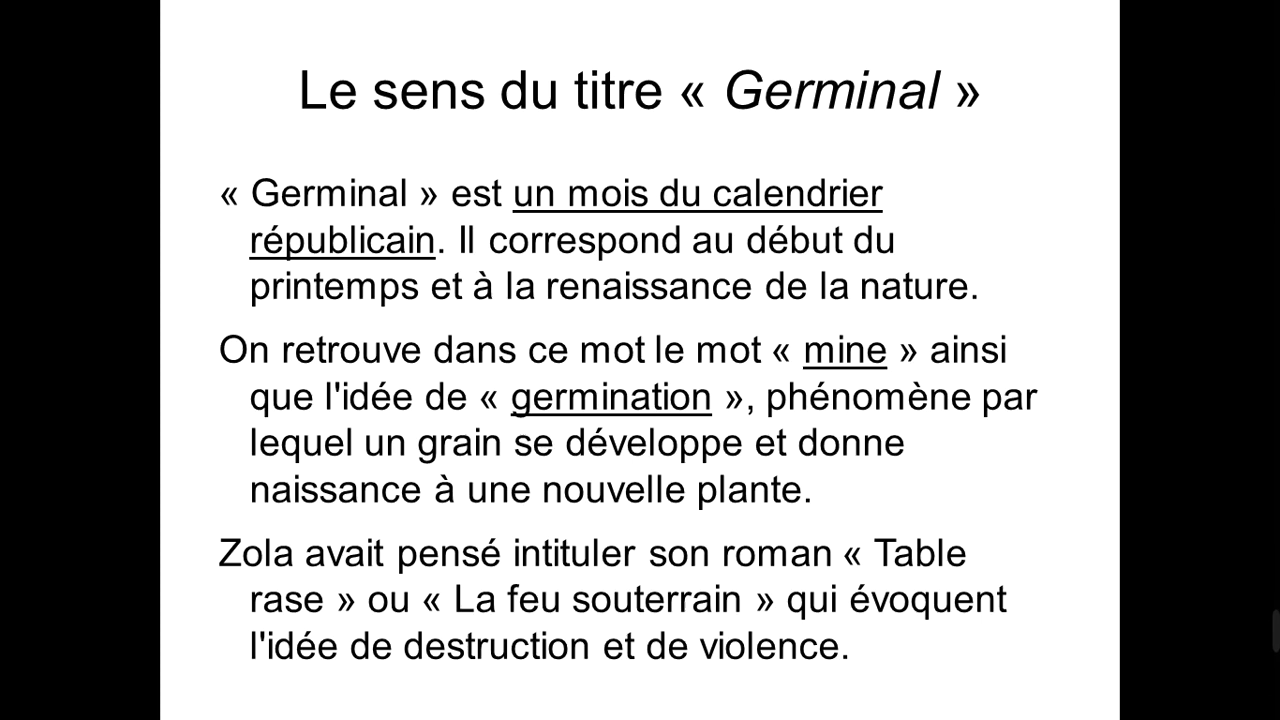 Le sens du titre « Germinal »
« Germinal » est un mois du calendrier
républicain. Il correspond au début du
printemps et à la renaissance de la nature.
On retrouve dans ce mot le mot « mine » ainsi
que l'idée de « germination », phénomène par
lequel un grain se développe et donne
naissance à une nouvelle plante.
Zola avait pensé intituler son roman « Table
rase » ou « La feu souterrain » qui évoquent
l'idée de destruction et de violence.